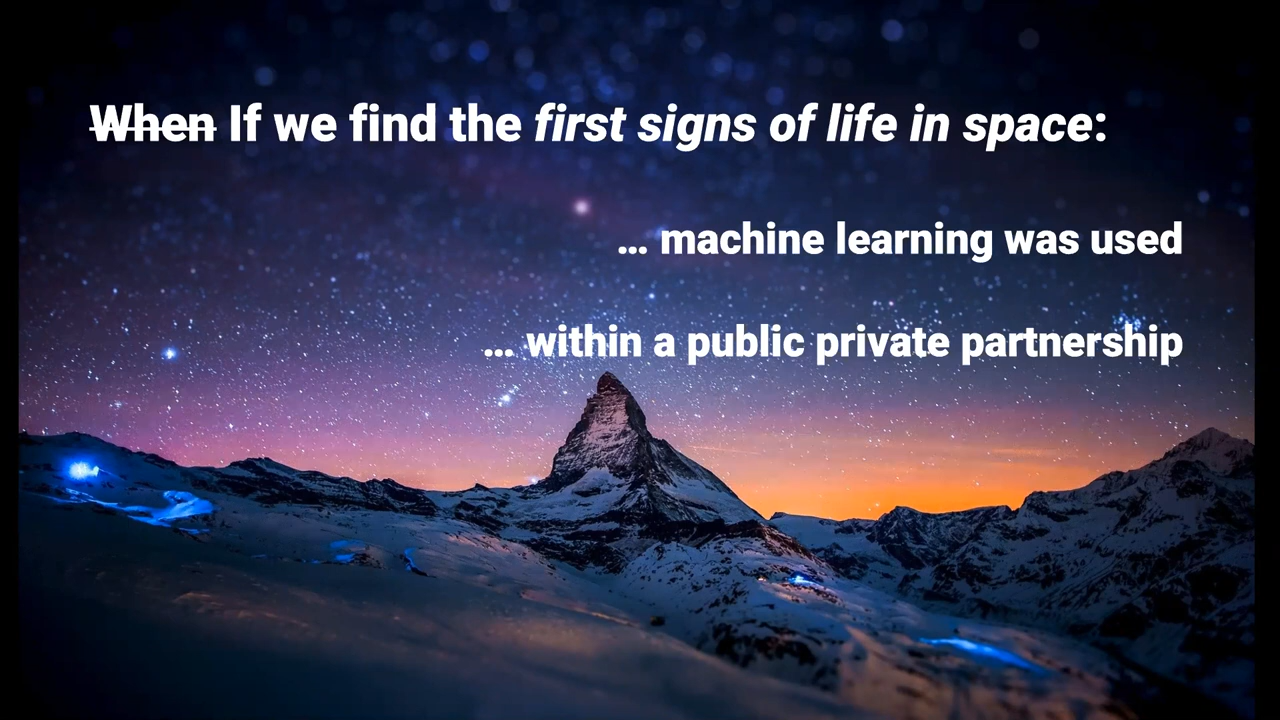 When If we find the first signs of life in space:
... machine learning was used
... within a public private partnership